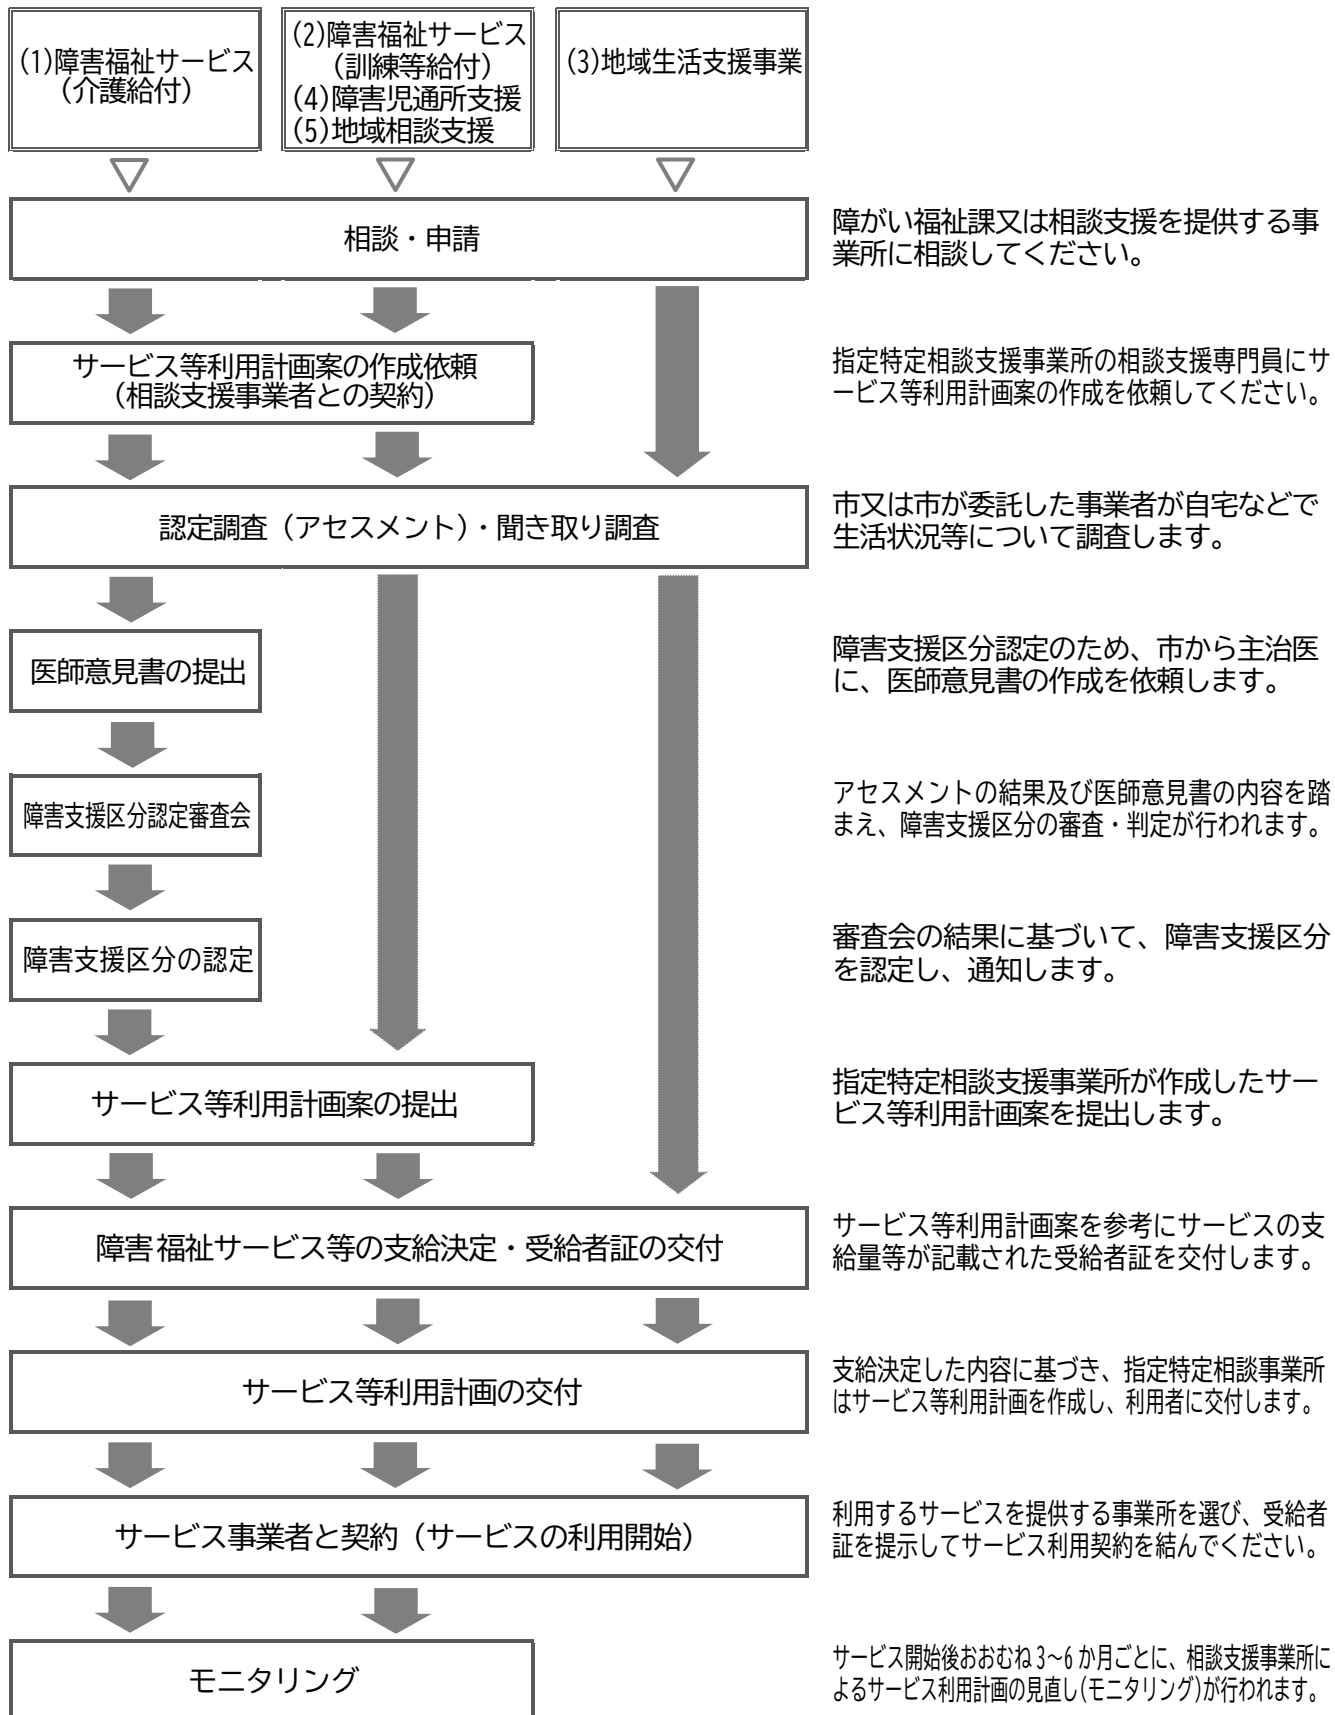 (1)障害福祉サービス
（介護給付）
(2)障害福祉サービス
（訓練等給付）
(4)障害児通所支援
(5)地域相談支援
(3)地域生活支援事業
相談・申請
障がい福祉課又は相談支援を提供する事
業所に相談してください。
サービス等利用計画案の作成依頼
（相談支援事業者との契約）
指定特定相談支援事業所の相談支援専門員にサ
ービス等利用計画案の作成を依頼してください。
認定調査（アセスメント）・聞き取り調査
市又は市が委託した事業者が自宅などで
生活状況等について調査します。
医師意見書の提出
障害支援区分認定のため、市から主治医
に、医師意見書の作成を依頼します。
障害支援区分認定審査会
アセスメントの結果及び医師意見書の内容を踏
まえ、障害支援区分の審査・判定が行われます。
障害支援区分の認定
審査会の結果に基づいて、障害支援区分
を認定し、通知します。
サービス等利用計画案の提出
指定特定相談支援事業所が作成したサー
ビス等利用計画案を提出します。
障害福祉サービス等の支給決定・受給者証の交付
サービス等利用計画案を参考にサービスの支
給量等が記載された受給者証を交付します。
サービス等利用計画の交付
支給決定した内容に基づき、指定特定相談事業所
はサービス等利用計画を作成し、利用者に交付します。
サービス事業者と契約（サービスの利用開始）
利用するサービスを提供する事業所を選び、受給者
証を提示してサービス利用契約を結んでください。
モニタリング
サービス開始後おおむね3～6か月ごとに、相談支援事業所に
よるサービス利用計画の見直し(モニタリング)が行われます。